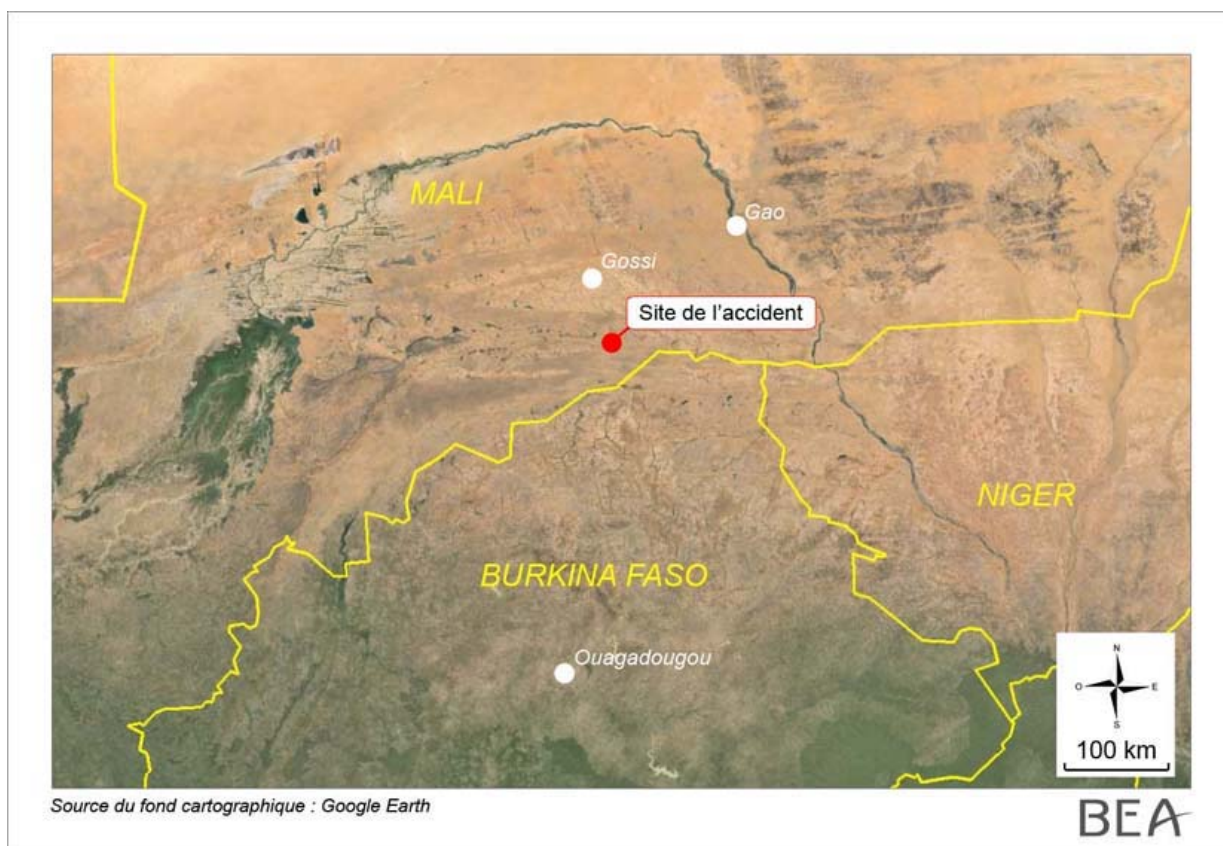 MALI
Gao
Gossi
Site de l'accident
NIGER
BURKINA FASO
Ouagadougou
N
O E
S
100 km
Source du fond cartographique : Google Earth
BEA